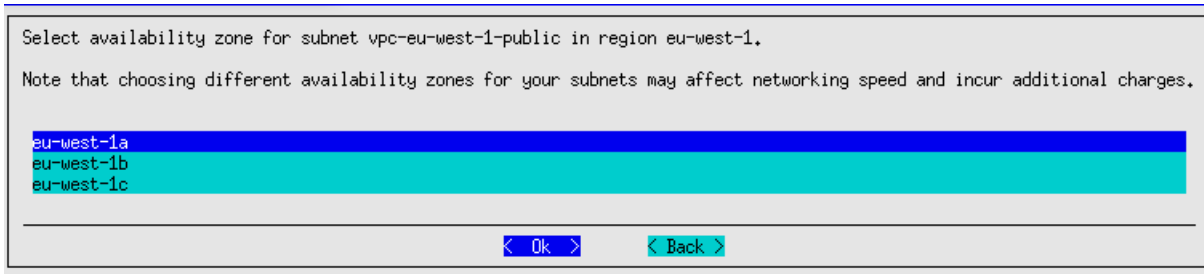 Select availability zone for subnet vpc-eu-west-1-public in region eu-west-1.
Note that choosing different availability zones for your subnets may affect networking speed and incur additional charges.
eu-west-1a
eu-west-1b
eu-west-1c
< Ok > < Back >